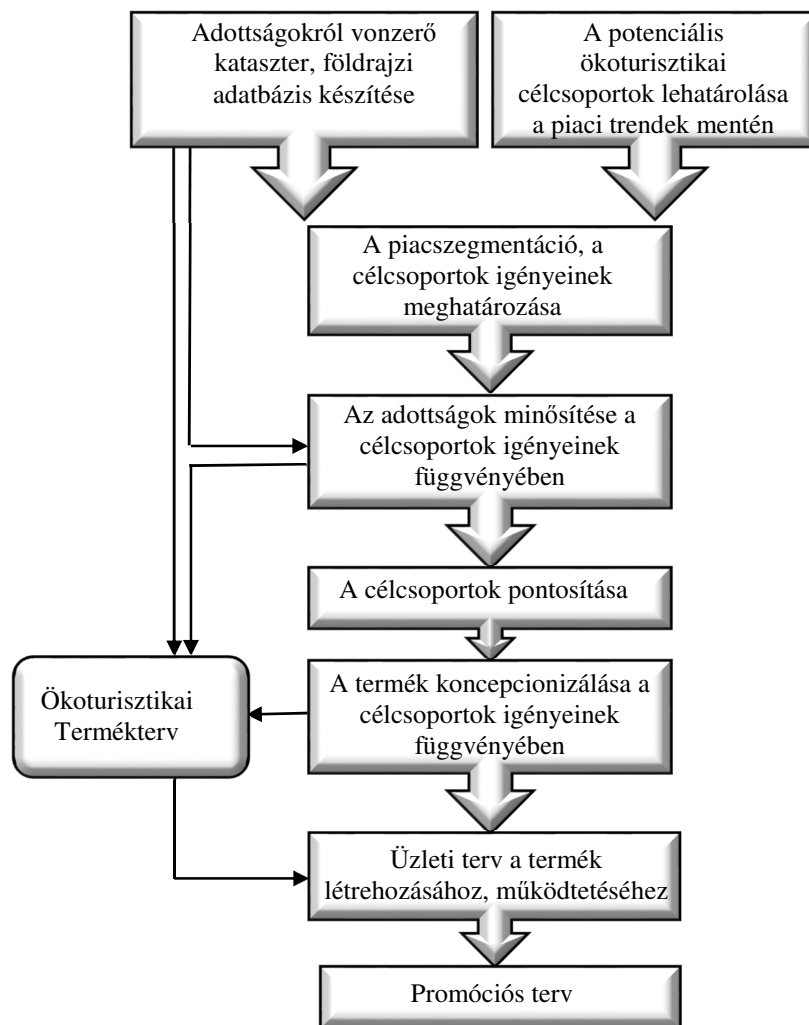 Adottságokról vonzerő
kataszter, földrajzi
adatbázis készítése
A potenciális
ökoturisztikai
célcsoportok lehatárolása
a piaci trendek mentén
A piacszegmentáció, a
célcsoportok igényeinek
meghatározása
Az adottságok minősítése a
célcsoportok igényeinek
függvényében
A célcsoportok pontosítása
Ökoturisztikai
Termékterv
A termék koncepcionizálása a
célcsoportok igényeinek
függvényében
Üzleti terv a termék
létrehozásához, működtetéséhez
Promóciós terv